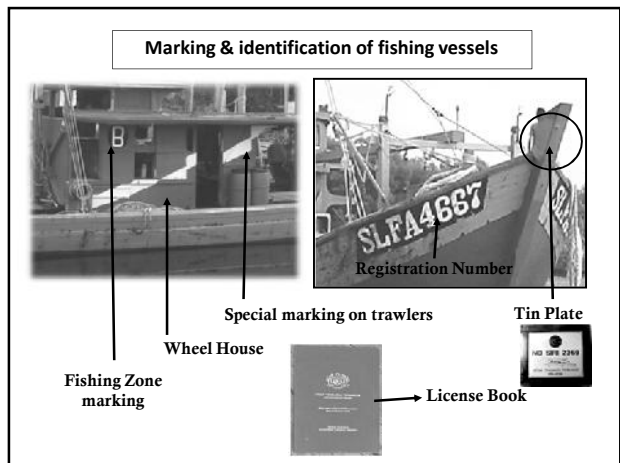 Marking & identification of fishing vessels
B
SLFA4667
Registration Number
Special marking on trawlers
Tin Plate
Wheel House
Fishing Zone
marking
License Book